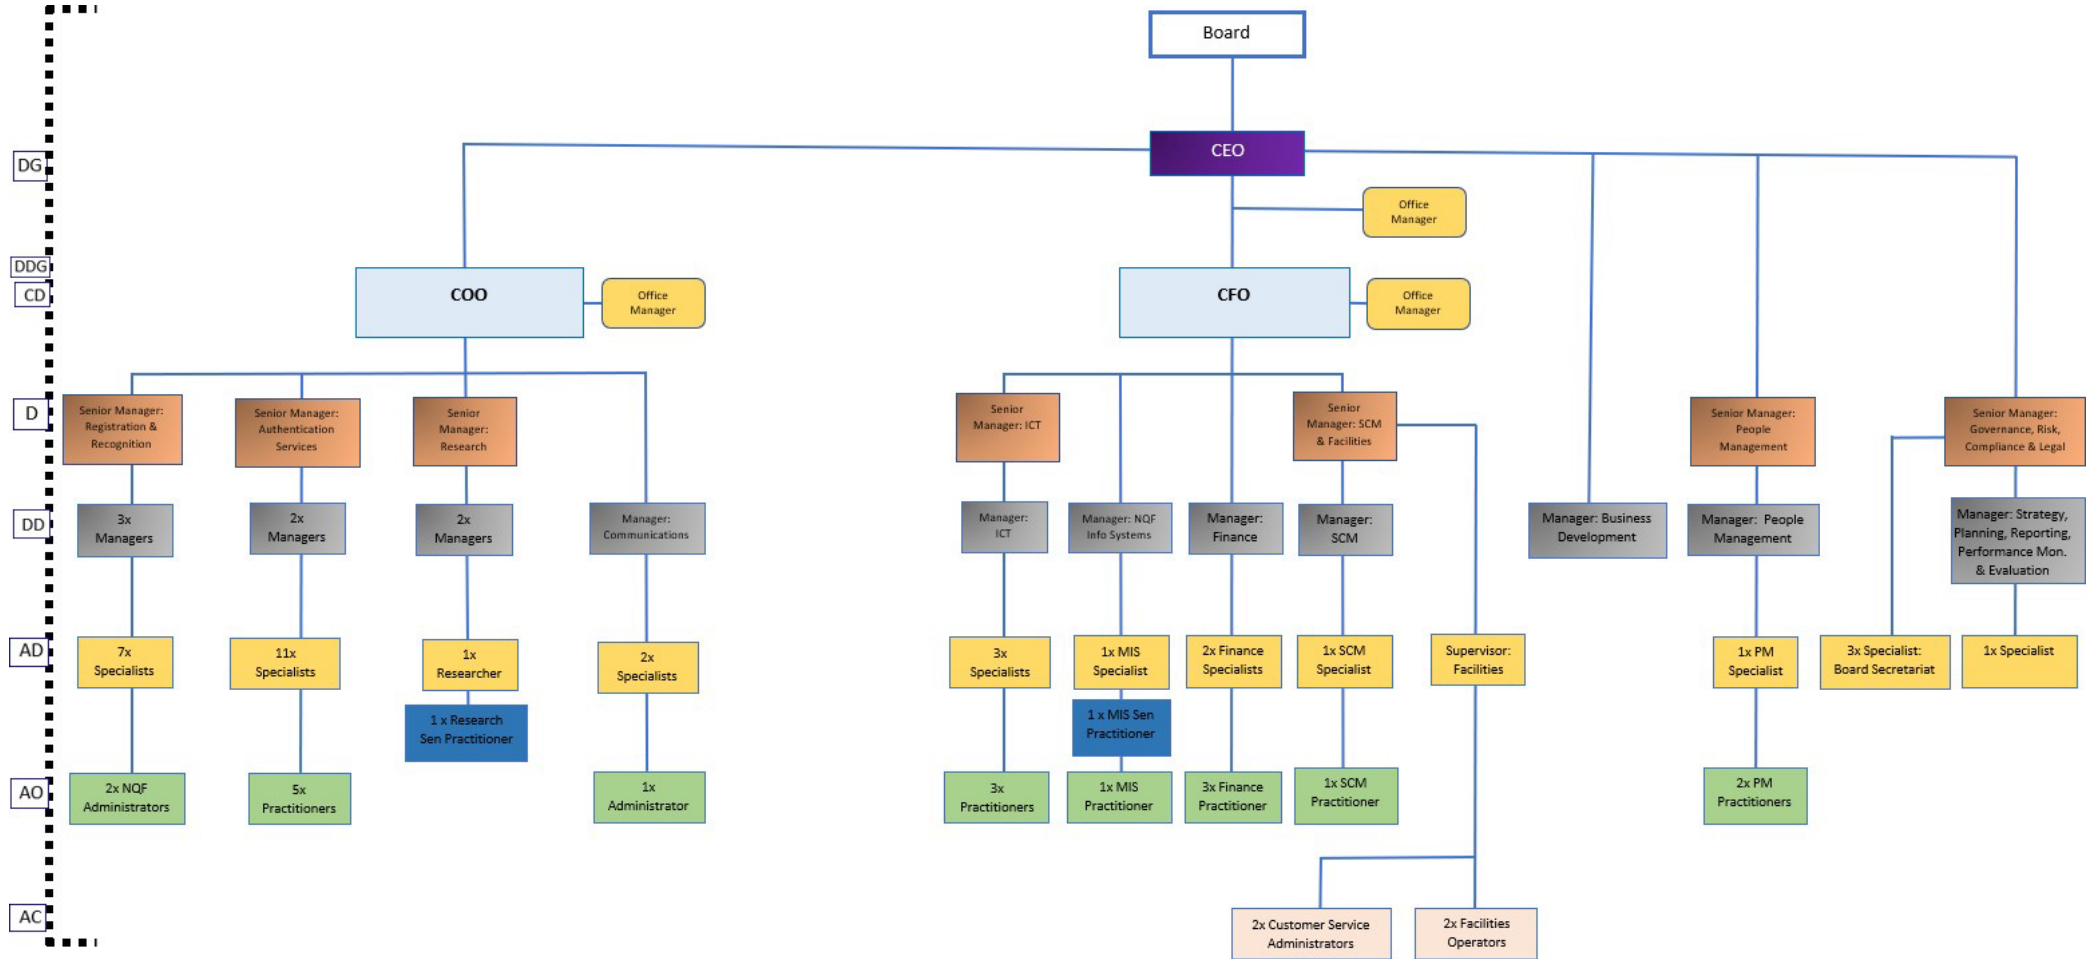 Board
DG
CEO
Office
Manager
DDG
CD
COO
Office
Manager
CFO
Office
Manager
D
Senior Manager:
Registration &
Recognition
Senior Manager:
Authentication
Services
Senior
Manager:
Research
Senior
Manager: ICT
Senior
Manager: SCM
& Facilities
Senior Manager:
People
Management
Senior Manager:
Governance, Risk,
Compliance & Legal
DD
3x
Managers
2x
Managers
2x
Managers
Manager:
Communications
Manager:
ICT
Manager: NQF
Info Systems
Manager:
Finance
Manager:
SCM
Manager: Business
Development
Manager: People
Management
Manager: Strategy,
Planning, Reporting,
Performance Mon.
& Evaluation
AD
7x
Specialists
11x
Specialists
1x
Researcher
2x
Specialists
3x
Specialists
1x MIS
Specialist
2x Finance
Specialists
1x SCM
Specialist
Supervisor:
Facilities
1x PM
Specialist
3x Specialist:
Board Secretariat
1x Specialist
1 x Research
Sen Practitioner
1 x MIS Sen
Practitioner
AO
2x NQF
Administrators
5x
Practitioners
1x
Administrator
3x
Practitioners
1x MIS
Practitioner
3x Finance
Practitioner
1x SCM
Practitioner
2x PM
Practitioners
AC
2x Customer Service
Administrators
2x Facilities
Operators